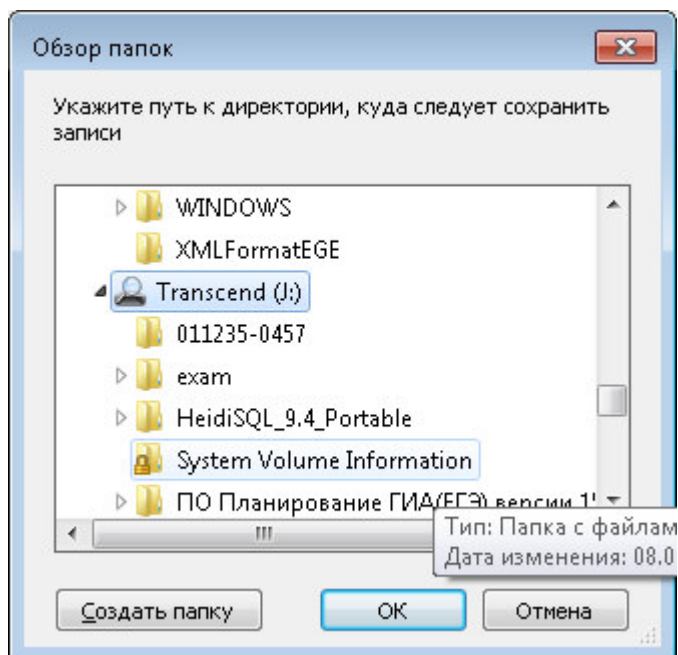 Обзор папок
Укажите путь к директории, куда следует сохранить
записи
WINDOWS
XMLFormatEGE
Transcend (J:)
011235-0457
exam
HeidiSQL_9.4_Portable
System Volume Information
ПО Планирование ГИА(ЕГЭ) версии 1
Тип: Папка с файлам
Дата изменения: 08.0
Создать папку
ОК
Отмена